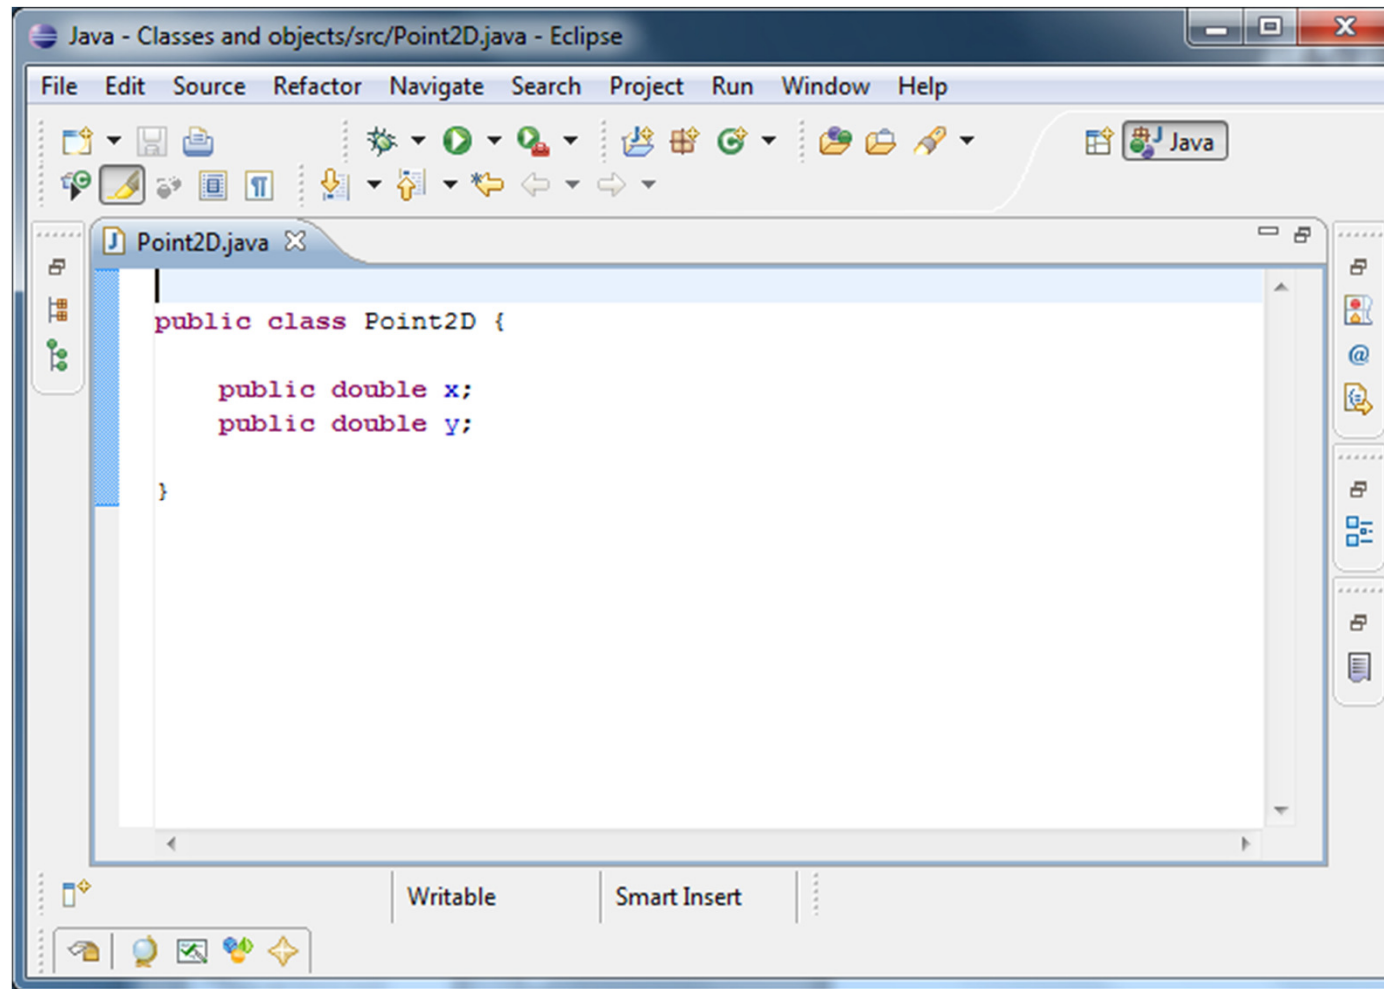 Java - Classes and objects/src/Point2D.java - Eclipse
File Edit Source Refactor Navigate Search Project Run Window Help
Java
Point2D.java
public class Point2D {
public double x;
public double y;
}
Writable Smart Insert